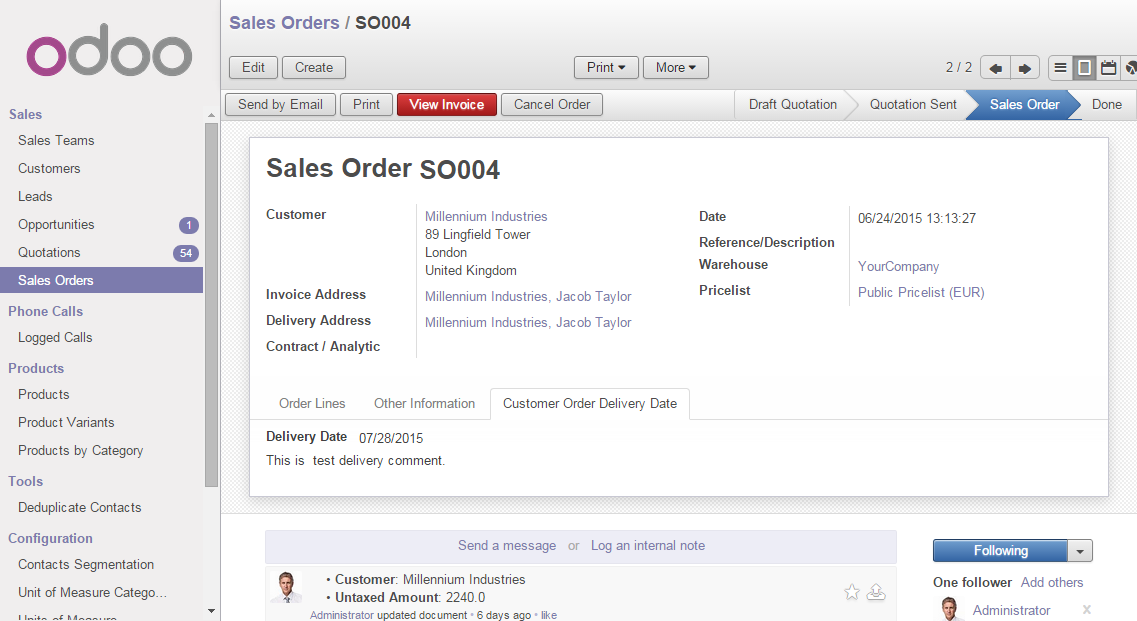 odoo
Sales
Sales Teams
Customers
Leads
Opportunities 1
Quotations 54
Sales Orders
Phone Calls
Logged Calls
Products
Products
Product Variants
Products by Category
Tools
Deduplicate Contacts
Configuration
Contacts Segmentation
Unit of Measure Catego...
Units of Measure
Sales Orders / SO004
Edit Create Print More 2 / 2
Send by Email Print View Invoice Cancel Order Draft Quotation Quotation Sent Sales Order Done
Sales Order SO004
Customer Millennium Industries
89 Lingfield Tower
London
United Kingdom
Invoice Address Millennium Industries, Jacob Taylor
Delivery Address Millennium Industries, Jacob Taylor
Contract / Analytic
Date 06/24/2015 13:13:27
Reference/Description
Warehouse YourCompany
Pricelist Public Pricelist (EUR)
Order Lines Other Information Customer Order Delivery Date
Delivery Date 07/28/2015
This is  test delivery comment.
Send a message or Log an internal note
• Customer: Millennium Industries
• Untaxed Amount: 2240.0
Administrator updated document • 6 days ago • like
Following
One follower Add others
Administrator x